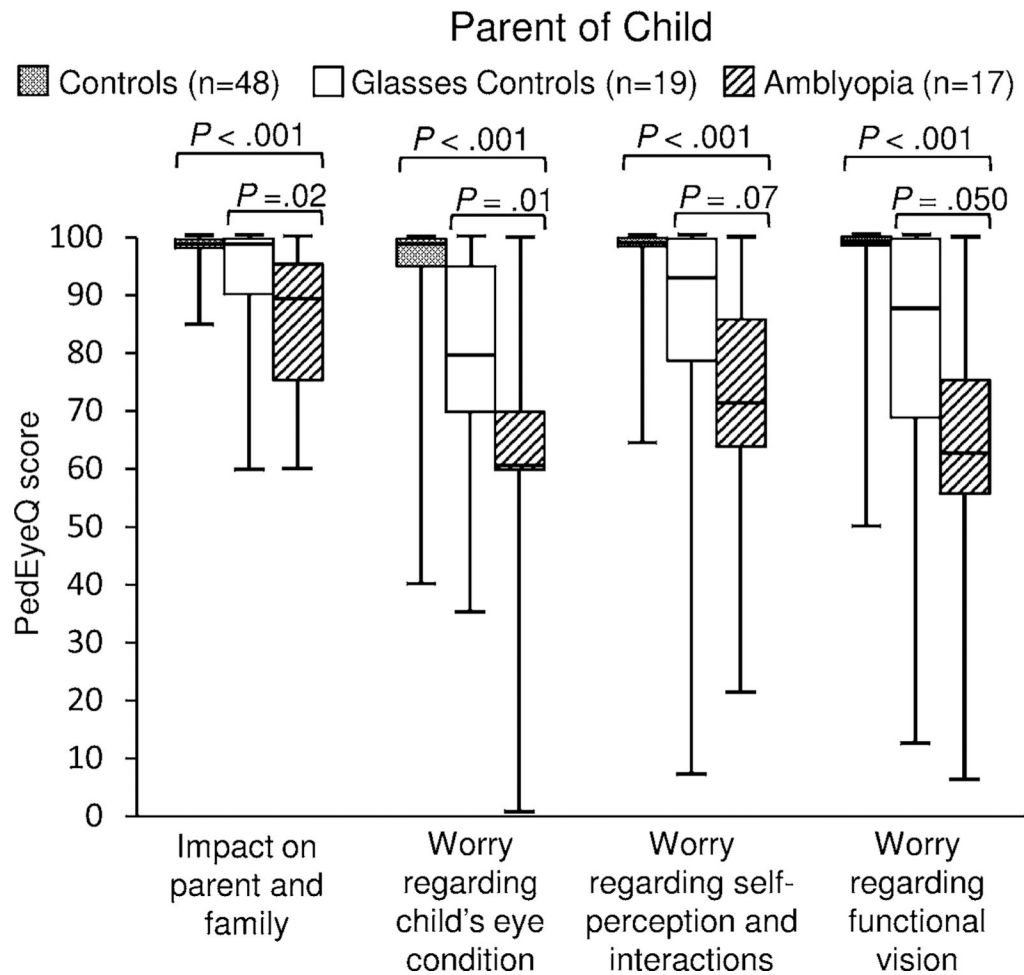 Parent of Child
Controls (n=48) Glasses Controls (n=19) Amblyopia (n=17)
P < .001 P < .001 P < .001 P < .001
P =.02 P = .01 P = .07 P = .050
PedEyeQ score
100
90
80
70
60
50
40
30
20
10
0
Impact on
parent and
family
Worry
regarding
child's eye
condition
Worry
regarding self-
perception and
interactions
Worry
regarding
functional
vision